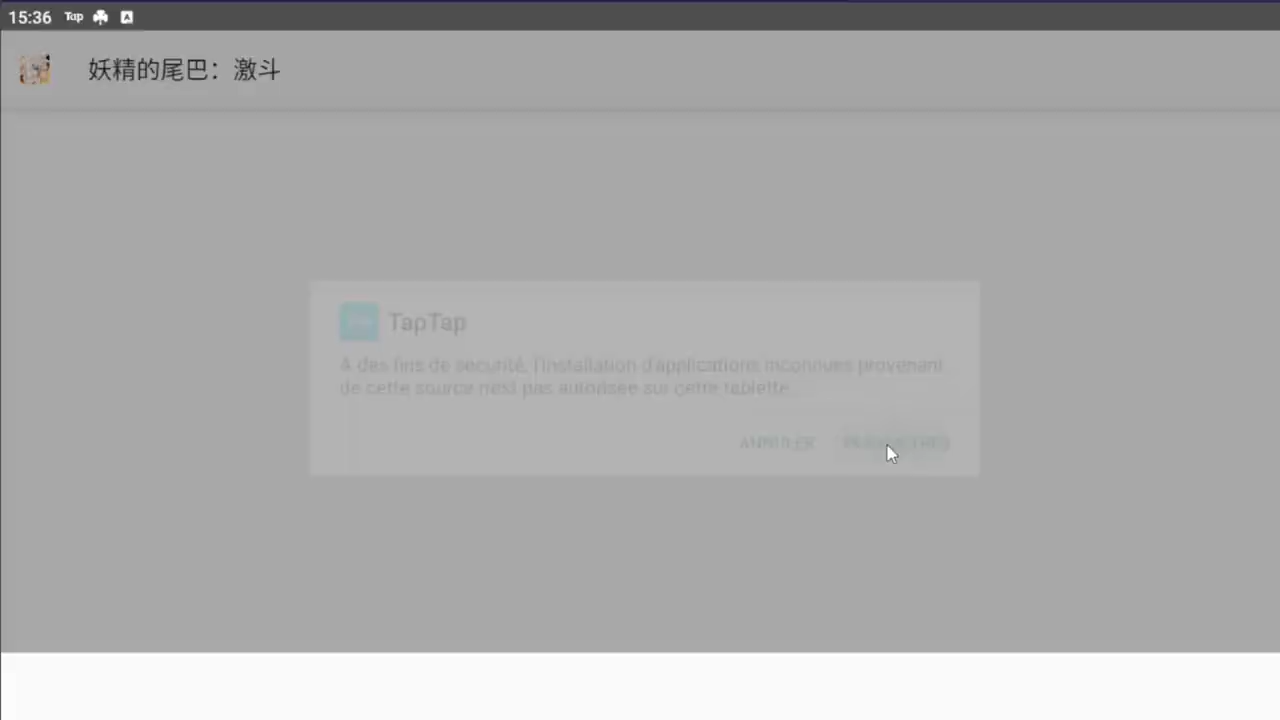 15:36 Tap A
妖精的尾巴：激斗
TapTap
À des fins de sécurité, l'installation d'applications inconnues provenant
de cette source n'est pas autorisée sur cette tablette.
ANNULER PARAMÈTRES